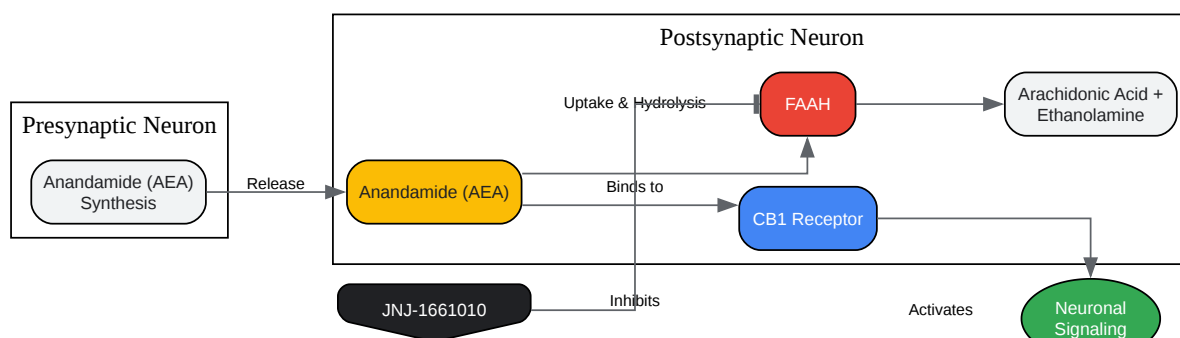 Postsynaptic Neuron
Uptake & Hydrolysis
FAAH
Arachidonic Acid +
Ethanolamine
Presynaptic Neuron
Anandamide (AEA)
Synthesis
Release
Anandamide (AEA)
Binds to
CB1 Receptor
JNJ-1661010
Inhibits
Activates
Neuronal
Signaling